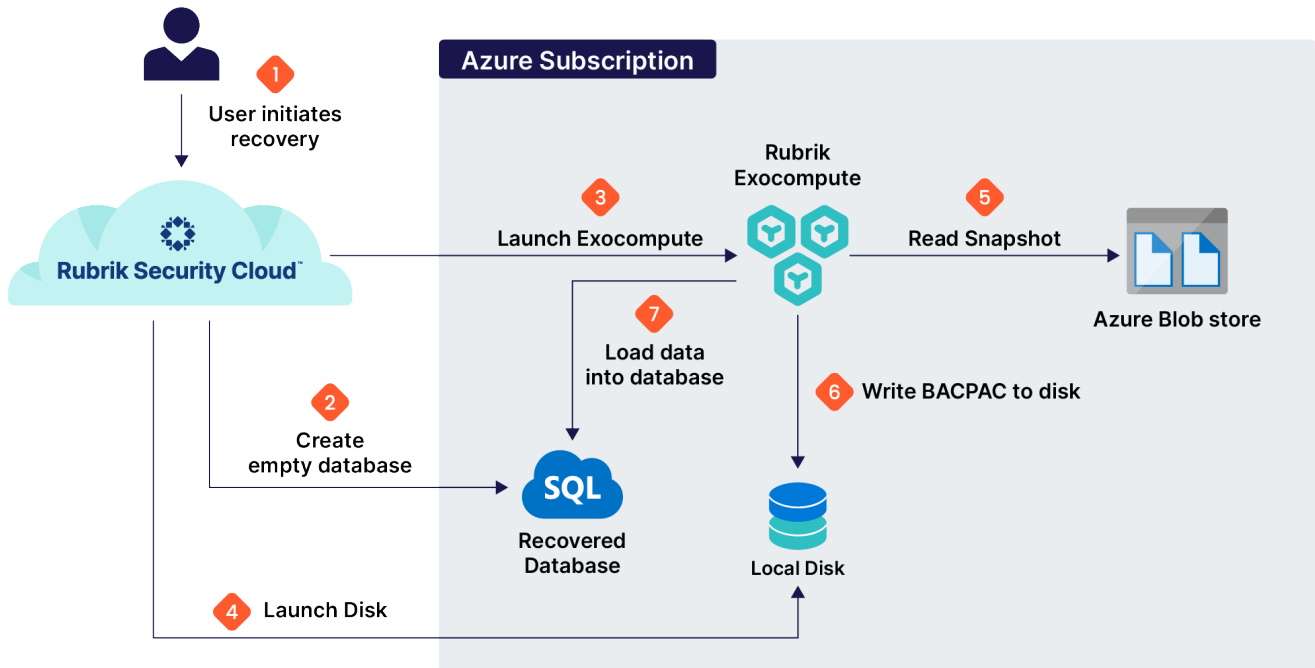 Azure Subscription
1
User initiates
recovery
Rubrik Security Cloud™
3
Launch Exocompute
Rubrik
Exocompute
5
Read Snapshot
Azure Blob store
7
Load data
into database
6
Write BACPAC to disk
2
Create
empty database
SQL
Recovered
Database
Local Disk
4
Launch Disk